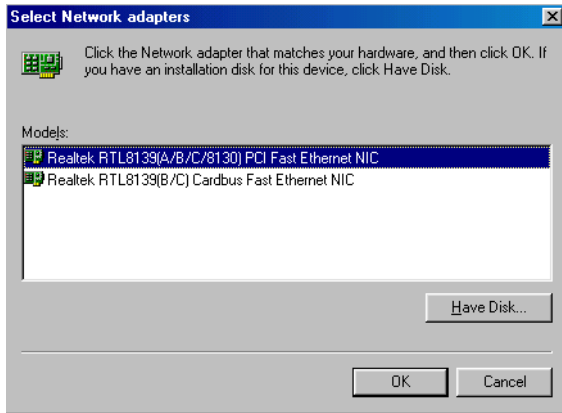 Select Network adapters
Click the Network adapter that matches your hardware, and then click OK. If
you have an installation disk for this device, click Have Disk.
Models:
Realtek RTL8139(A/B/C/8130) PCI Fast Ethernet NIC
Realtek RTL8139(B/C) Cardbus Fast Ethernet NIC
Have Disk...
OK Cancel